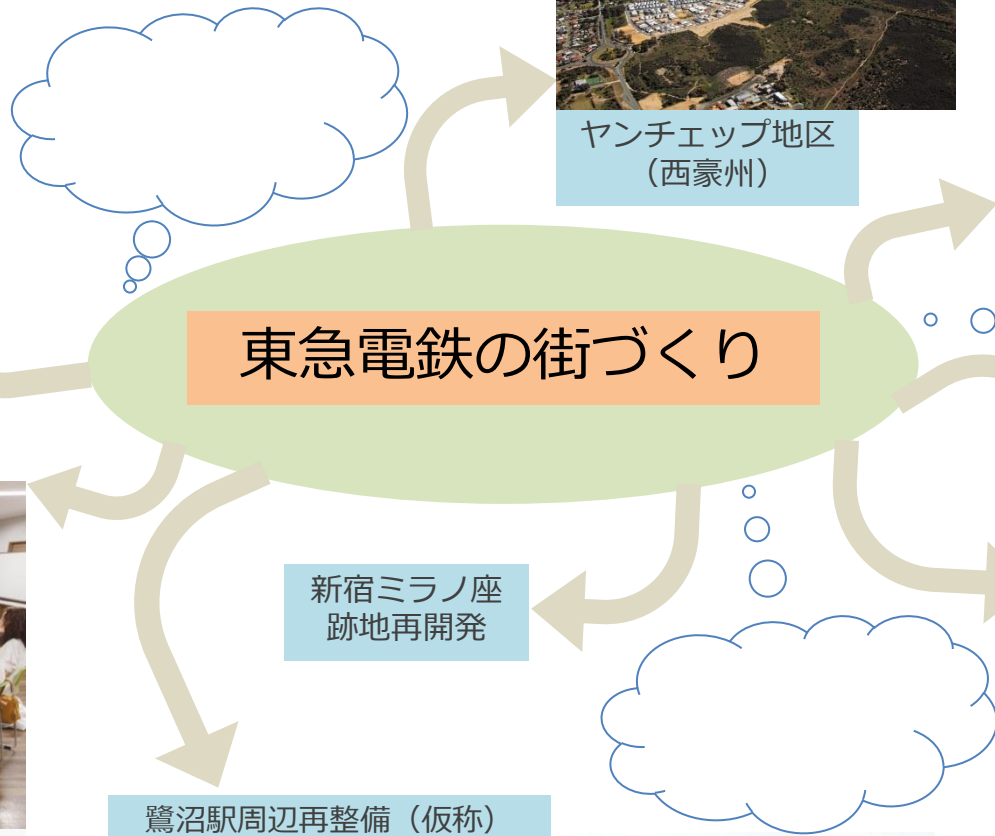 ヤンチェップ地区
（西豪州）
東急電鉄の街づくり
新宿ミラノ座
跡地再開発
鷺沼駅周辺再整備（仮称）